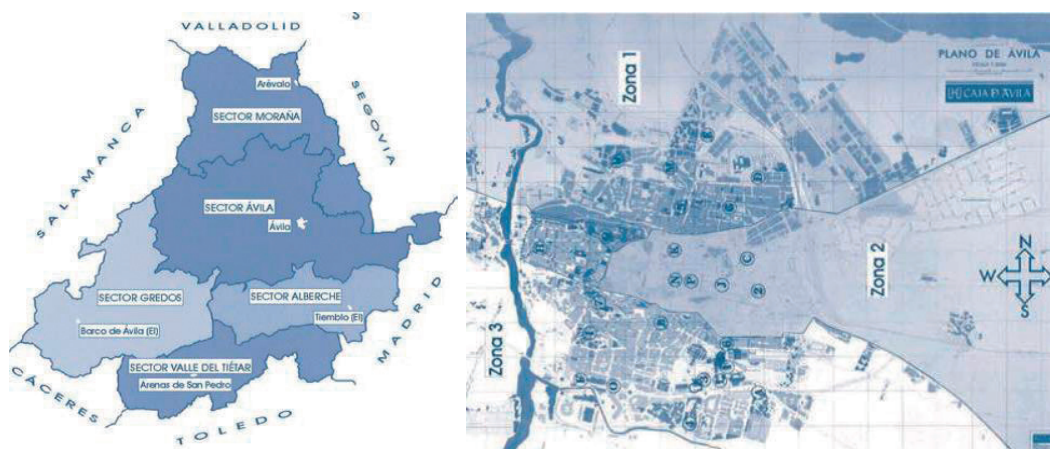 VALLADOLID
Arévalo
SECTOR MORAÑA
SEGOVIA
SALAMANCA
SECTOR ÁVILA
Ávila
SECTOR GREDOS
SECTOR ALBERCHE
Barco de Ávila (El)
Tiemblo (El)
MADRID
SECTOR VALLE DEL TIÉTAR
Arenas de San Pedro
CÁCERES
TOLEDO
Zona 1
PLANO DE ÁVILA
CAJA DE ÁVILA
Zona 2
Zona 3
K
N
P
J
C
Z
N
W
E
S